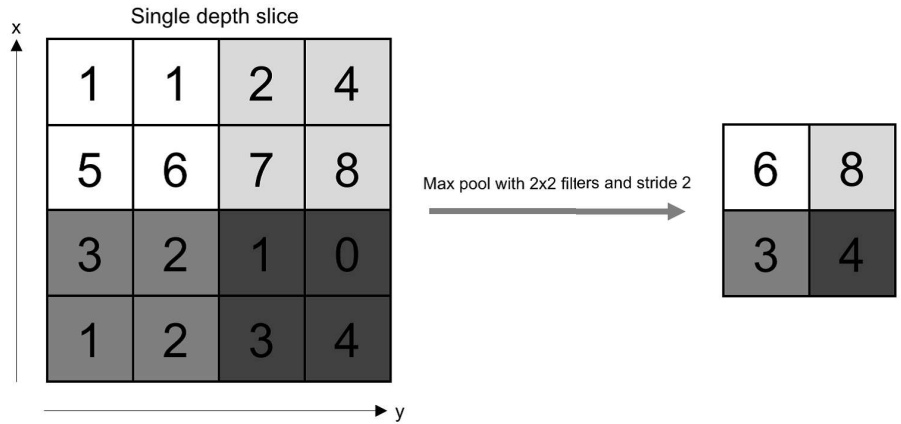 Single depth slice
x
1 1 2 4
5 6 7 8
3 2 1 0
1 2 3 4
y
Max pool with 2x2 filters and stride 2
6 8
3 4